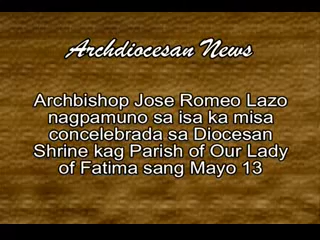 Archdiocesan News
Archbishop Jose Romeo Lazo
nagpamuno sa isa ka misa
concelebrada sa Diocesan
Shrine kag Parish of Our Lady
of Fatima sang Mayo 13